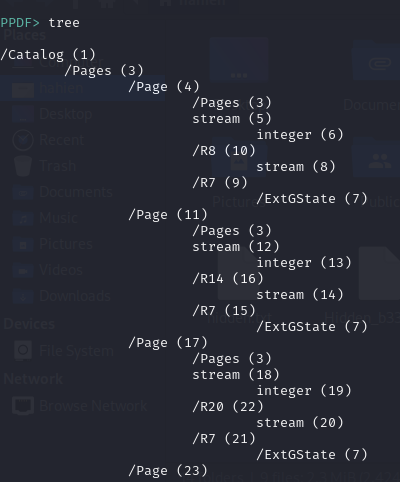 PPDF> tree
/Catalog (1)
/Pages (3)
/Page (4)
/Pages (3)
stream (5)
integer (6)
/R8 (10)
stream (8)
/R7 (9)
/ExtGState (7)
/Page (11)
/Pages (3)
stream (12)
integer (13)
/R14 (16)
stream (14)
/R7 (15)
/ExtGState (7)
/Page (17)
/Pages (3)
stream (18)
integer (19)
/R20 (22)
stream (20)
/R7 (21)
/ExtGState (7)
/Page (23)
Places
Desktop
Recent
Trash
Documents
Music
Pictures
Videos
Downloads
Devices
File System
Network
Browse Network